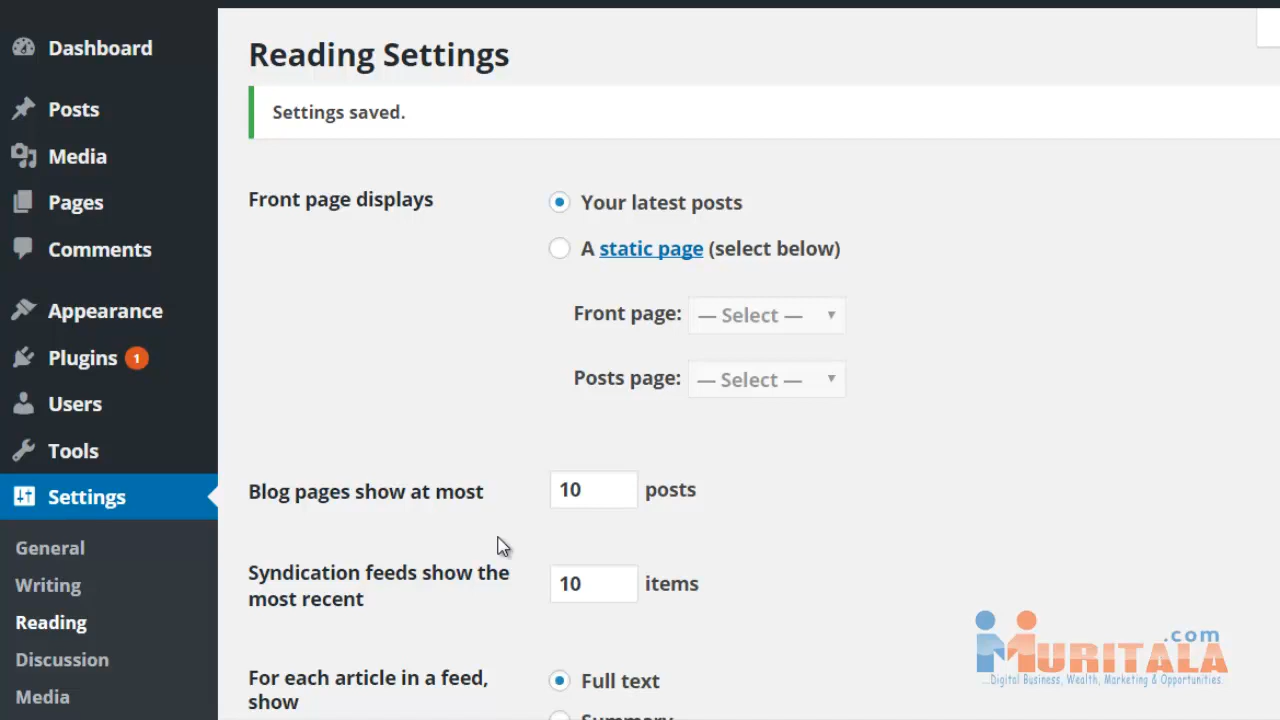 Dashboard
Posts
Media
Pages
Comments
Appearance
Plugins 1
Users
Tools
Settings
General
Writing
Reading
Discussion
Media
Reading Settings
Settings saved.
Front page displays
Your latest posts
A static page (select below)
Front page: — Select —
Posts page: — Select —
Blog pages show at most 10 posts
Syndication feeds show the
most recent
10 items
For each article in a feed,
show
Full text
Summary
.com
MURITALA
...Digital Business, Wealth, Marketing & Opportunities.